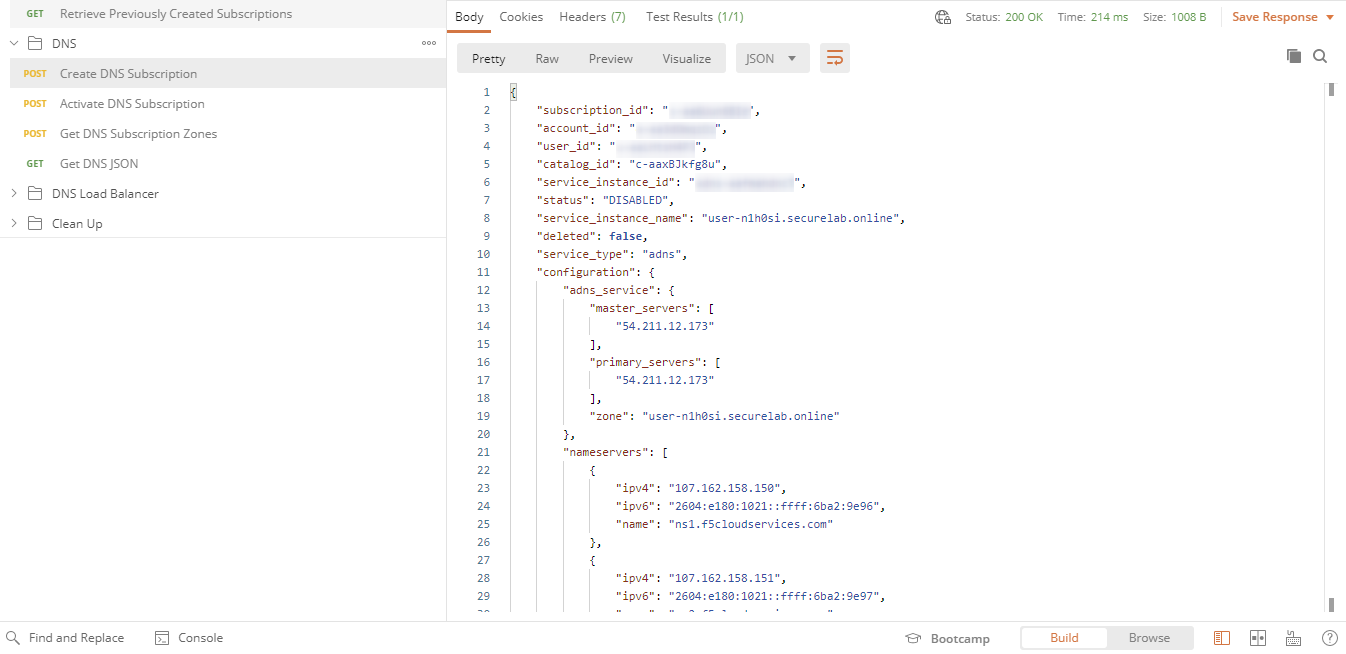 GET Retrieve Previously Created Subscriptions
DNS
POST Create DNS Subscription
POST Activate DNS Subscription
POST Get DNS Subscription Zones
GET Get DNS JSON
DNS Load Balancer
Clean Up
Body Cookies Headers (7) Test Results (1/1) Status: 200 OK Time: 214 ms Size: 1008 B Save Response
Pretty Raw Preview Visualize JSON
1 {
2 "subscription_id": "",
3 "account_id": "",
4 "user_id": "",
5 "catalog_id": "c-aaxBJkfg8u",
6 "service_instance_id": "",
7 "status": "DISABLED",
8 "service_instance_name": "user-n1h0si.securelab.online",
9 "deleted": false,
10 "service_type": "adns",
11 "configuration": {
12 "adns_service": {
13 "master_servers": [
14 "54.211.12.173"
15 ],
16 "primary_servers": [
17 "54.211.12.173"
18 ],
19 "zone": "user-n1h0si.securelab.online"
20 },
21 "nameservers": [
22 {
23 "ipv4": "107.162.158.150",
24 "ipv6": "2604:e180:1021::ffff:6ba2:9e96",
25 "name": "ns1.f5cloudservices.com"
26 },
27 {
28 "ipv4": "107.162.158.151",
29 "ipv6": "2604:e180:1021::ffff:6ba2:9e97",
Find and Replace Console Bootcamp Build Browse